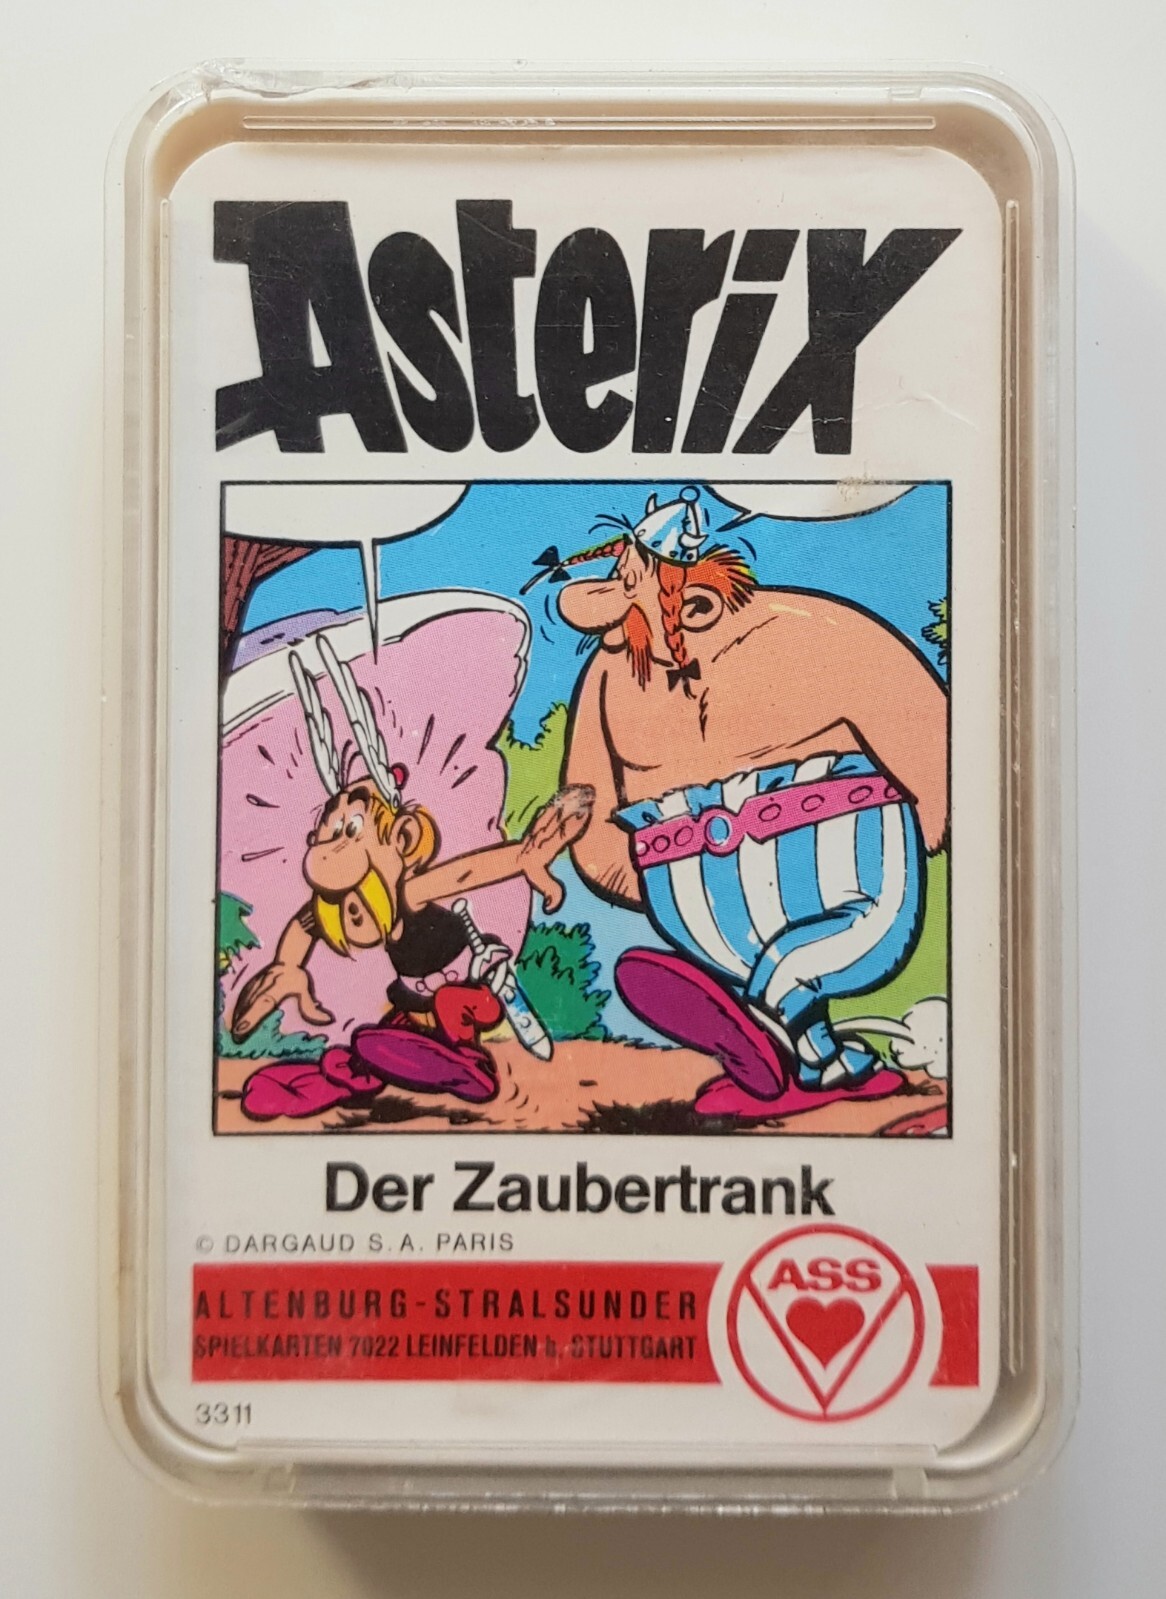 Asterix
Der Zaubertrank
© DARGAUD S. A. PARIS
ALTENBURG-STRALSUNDER
SPIELKARTEN 7022 LEINFELDEN b. STUTTGART
ASS
3311